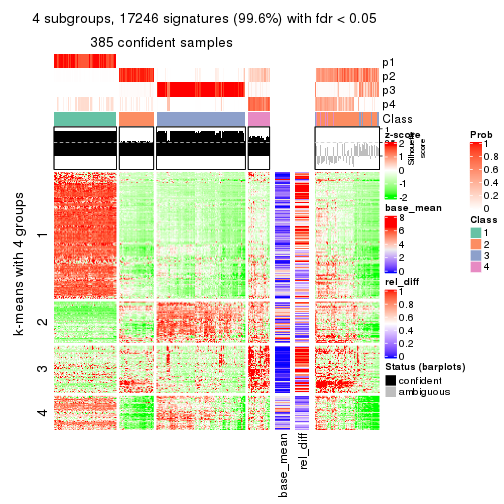 4 subgroups, 17246 signatures (99.6%) with fdr < 0.05
385 confident samples
p1
p2
p3
p4
Class
1
Silhouette
score
k-means with 4 groups
1
2
3
4
base_mean
rel_diff
z-score
2
1
0
-1
-2
base_mean
8
6
4
2
0
rel_diff
1
0.8
0.6
0.4
0.2
0
Status (barplots)
confident
ambiguous
Prob
1
0.8
0.6
0.4
0.2
0
Class
1
2
3
4